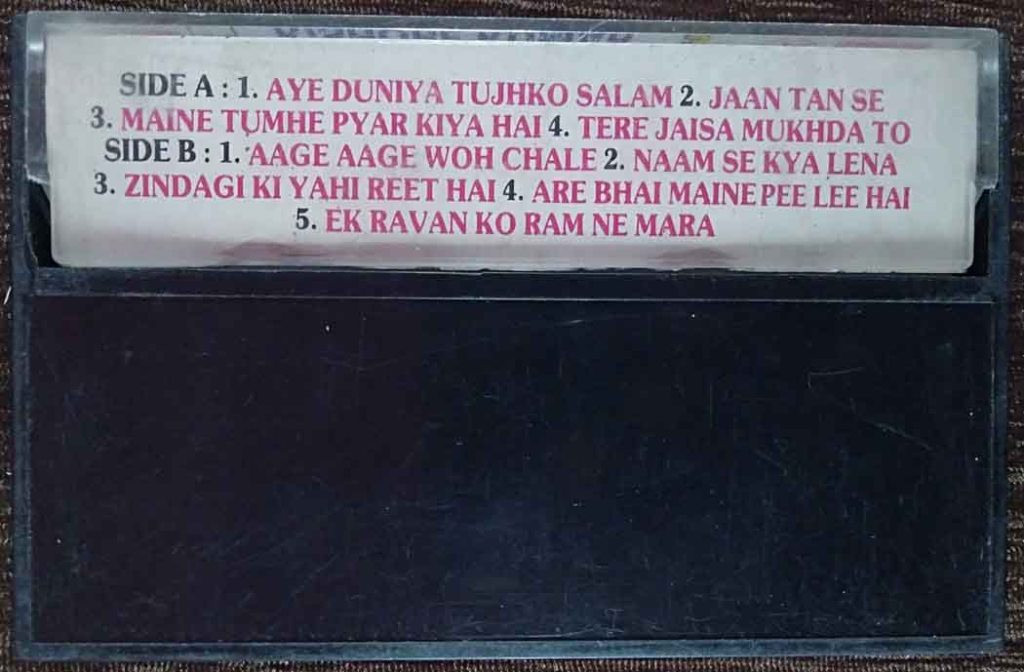 SIDE A : 1. AYE DUNIYA TUJHKO SALAM 2. JAAN TAN SE
3. MAINE TUMHE PYAR KIYA HAI 4. TERE JAISA MUKHDA TO
SIDE B : 1. AAGE AAGE WOH CHALE 2. NAAM SE KYA LENA
3. ZINDAGI KI YAHI REET HAI 4. ARE BHAI MAINE PEE LEE HAI
5. EK RAVAN KO RAM NE MARA